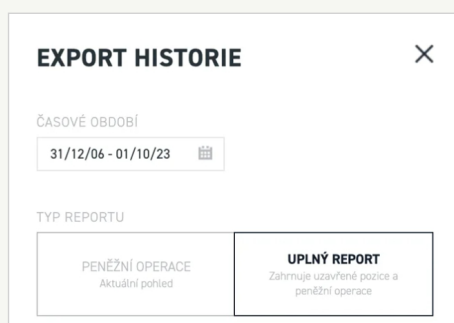 EXPORT HISTORIE
ČASOVÉ OBDOBÍ
31/12/06 - 01/10/23
TYP REPORTU
PENĚŽNÍ OPERACE
Aktuální pohled
UPLNÝ REPORT
Zahrnuje uzavřené pozice a
peněžní operace